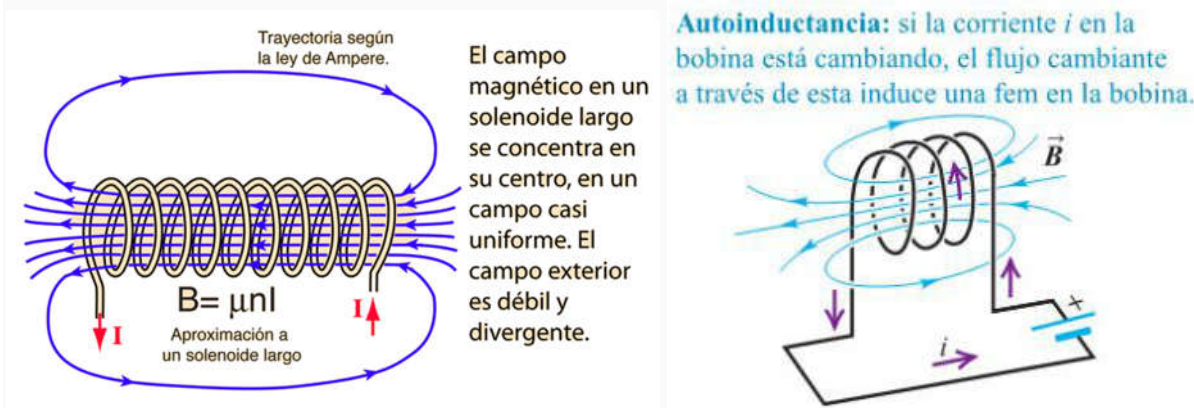 Trayectoria según
la ley de Ampere.
El campo
magnético en un
solenoide largo
se concentra en
su centro, en un
campo casi
uniforme. El
campo exterior
es débil y
divergente.
I
B= μnI
I
Aproximación a
un solenoide largo
Autoinductancia: si la corriente i en la
bobina está cambiando, el flujo cambiante
a través de esta induce una fem en la bobina.
B
+
i